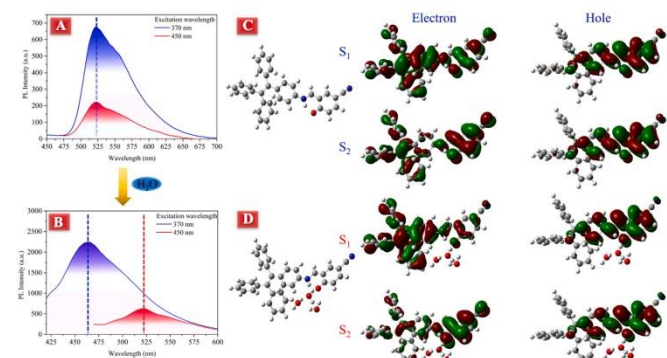 A
Excitation wavelength
370 nm
450 nm
PL Intensity (a.u.)
700
600
500
400
300
200
100
0
450 475 500 525 550 575 600 625 650 675 700
Wavelength (nm)
H₂O
B
Excitation wavelength
370 nm
450 nm
PL Intensity (a.u.)
3000
2500
2000
1500
1000
500
0
425 450 475 500 525 550 575 600
Wavelength (nm)
C
Electron
Hole
S₁
S₂
D
S₁
S₂